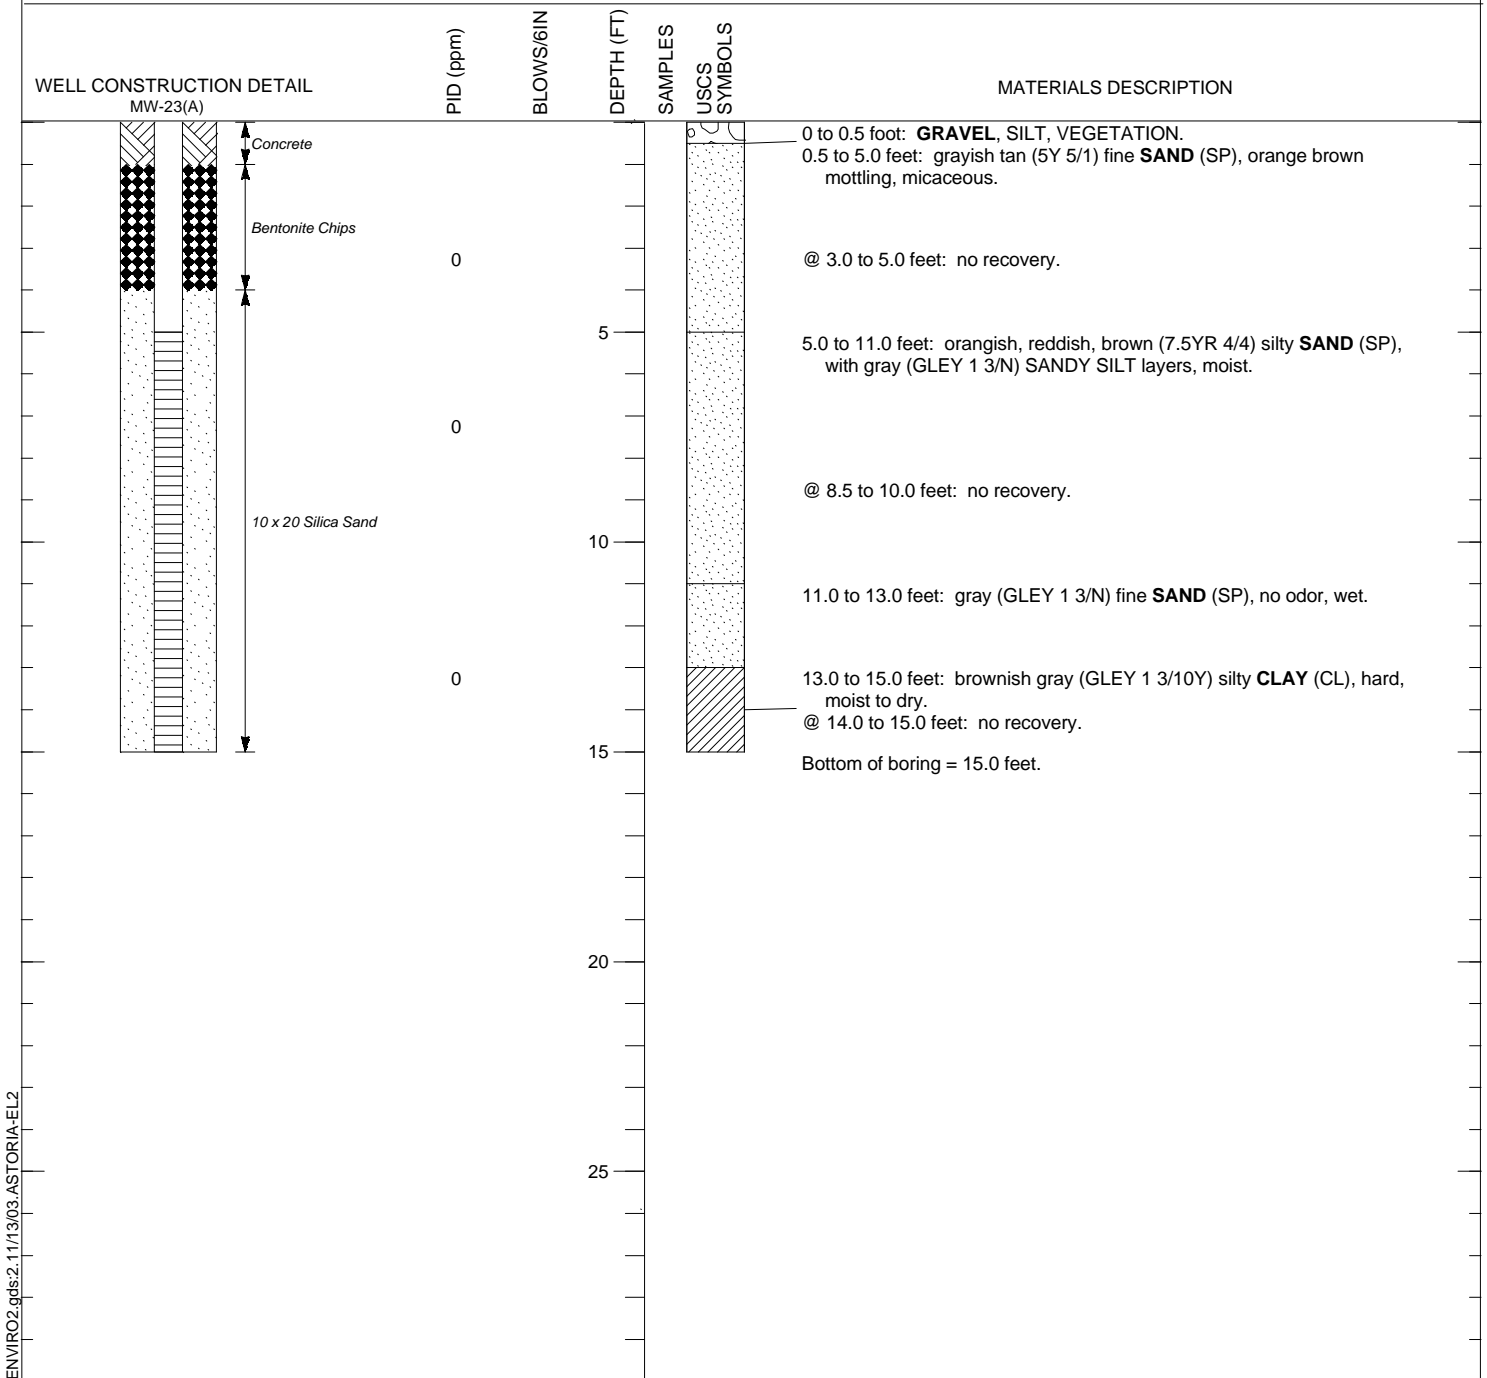 WELL CONSTRUCTION DETAIL
MW-23(A)
PID (ppm)
BLOWS/6IN
DEPTH (FT)
SAMPLES
USCS
SYMBOLS
MATERIALS DESCRIPTION
Concrete
0 to 0.5 foot: GRAVEL, SILT, VEGETATION.
0.5 to 5.0 feet: grayish tan (5Y 5/1) fine SAND (SP), orange brown
mottling, micaceous.
Bentonite Chips
0
@ 3.0 to 5.0 feet: no recovery.
5
5.0 to 11.0 feet: orangish, reddish, brown (7.5YR 4/4) silty SAND (SP),
with gray (GLEY 1 3/N) SANDY SILT layers, moist.
0
@ 8.5 to 10.0 feet: no recovery.
10 x 20 Silica Sand
10
11.0 to 13.0 feet: gray (GLEY 1 3/N) fine SAND (SP), no odor, wet.
0
13.0 to 15.0 feet: brownish gray (GLEY 1 3/10Y) silty CLAY (CL), hard,
moist to dry.
@ 14.0 to 15.0 feet: no recovery.
15
Bottom of boring = 15.0 feet.
20
25
ENVIRO2.gds:2.11/13/03.ASTORIA-EL2